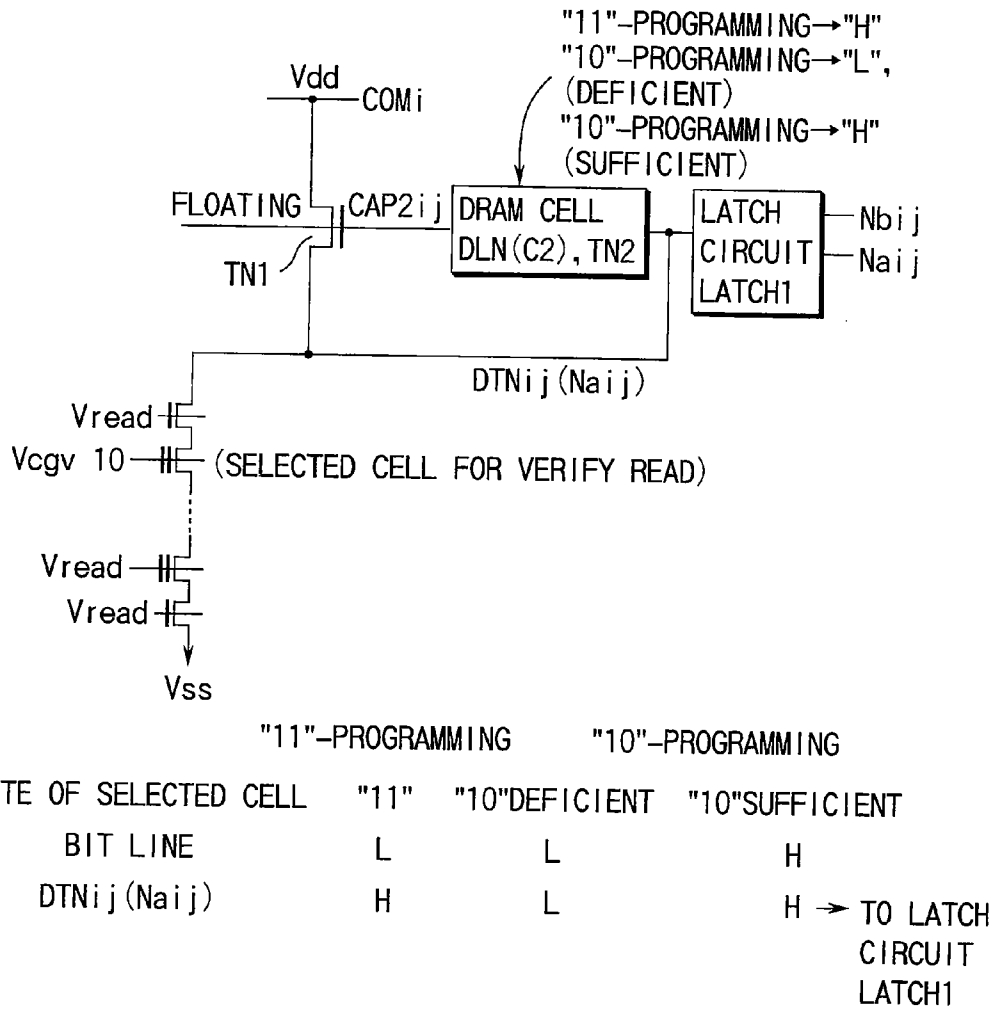 "11"-PROGRAMMING→"H"
"10"-PROGRAMMING→"L",
(DEFICIENT)
"10"-PROGRAMMING→"H"
(SUFFICIENT)
Vdd
COMi
FLOATING
CAP2ij
TN1
DRAM CELL
DLN(C2), TN2
LATCH
CIRCUIT
LATCH1
Nbij
Naij
DTNij(Naij)
Vread
Vcgv 10
(SELECTED CELL FOR VERIFY READ)
Vread
Vread
Vss
"11"-PROGRAMMING "10"-PROGRAMMING
TE OF SELECTED CELL "11" "10"DEFICIENT "10"SUFFICIENT
BIT LINE L L H
DTNij(Naij) H L H → TO LATCH
CIRCUIT
LATCH1